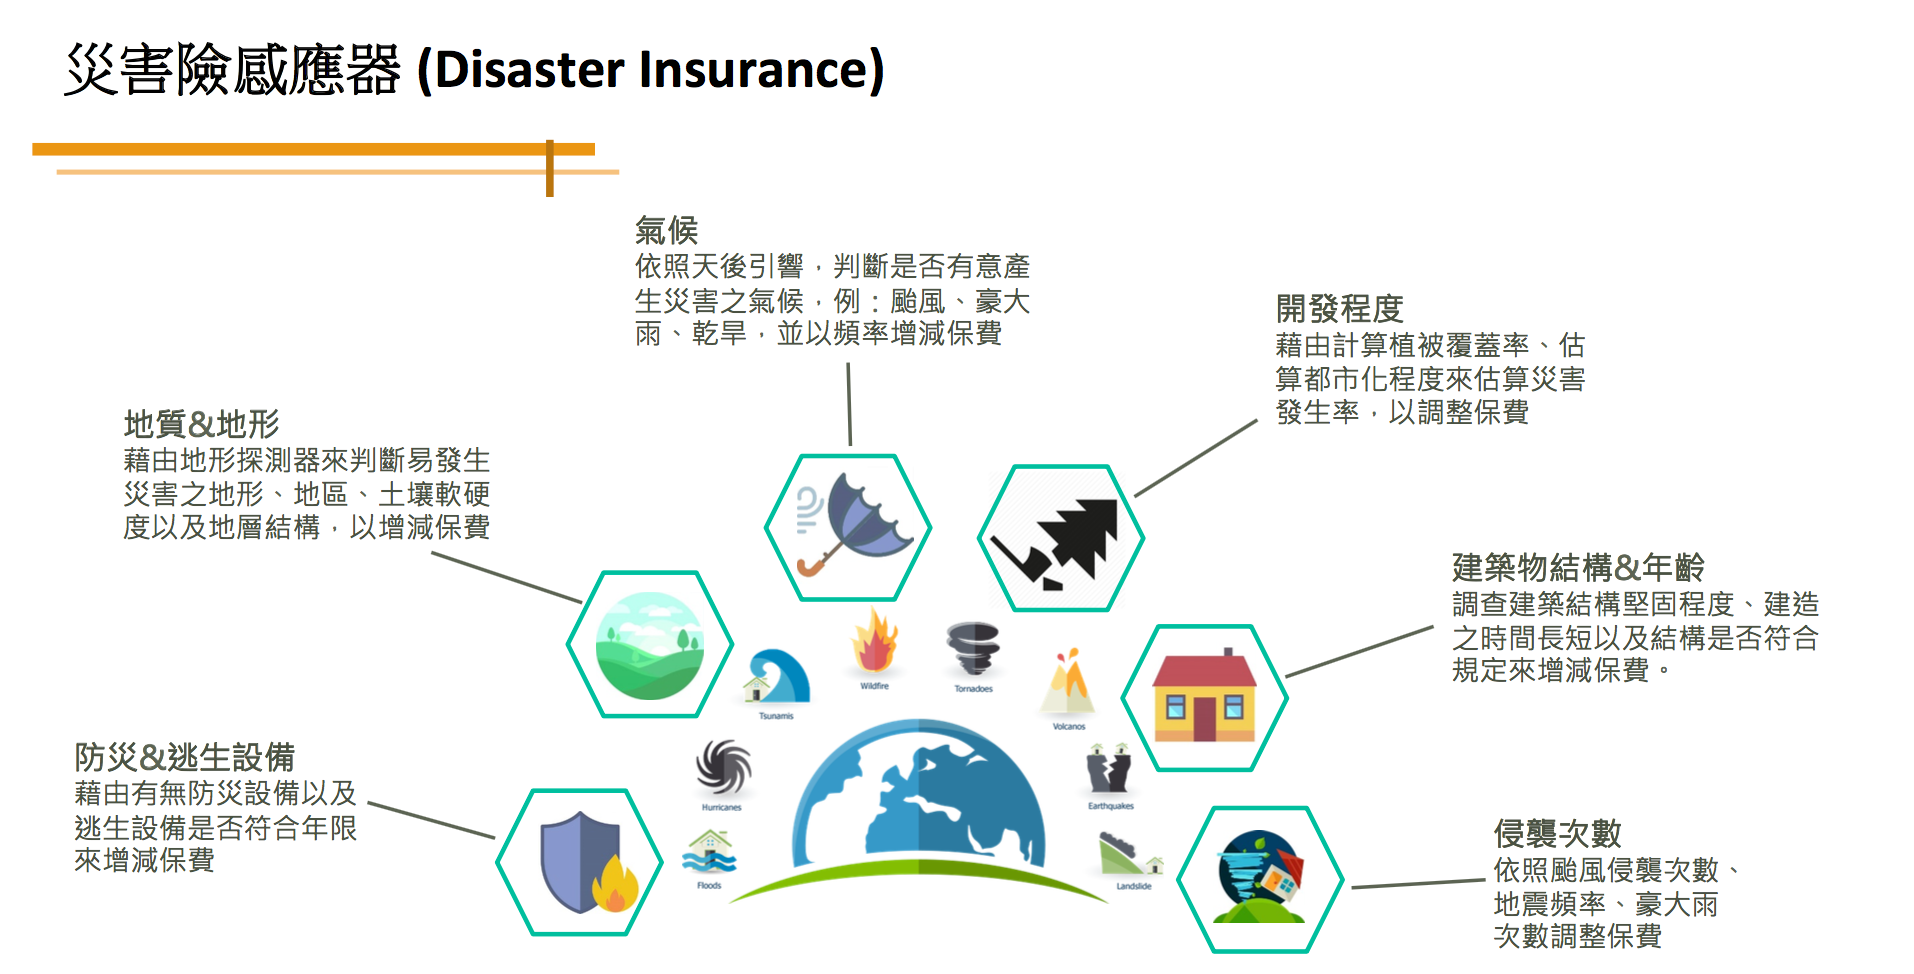 災害險感應器 (Disaster Insurance)
氣候
依照天後引響，判斷是否有意產
生災害之氣候，例：颱風、豪大
雨、乾旱，並以頻率增減保費
開發程度
藉由計算植被覆蓋率、估
算都市化程度來估算災害
發生率，以調整保費
地質&地形
藉由地形探測器來判斷易發生
災害之地形、地區、土壤軟硬
度以及地層結構，以增減保費
建築物結構&年齡
調查建築結構堅固程度、建造
之時間長短以及結構是否符合
規定來增減保費。
防災&逃生設備
藉由有無防災設備以及
逃生設備是否符合年限
來增減保費
侵襲次數
依照颱風侵襲次數、
地震頻率、豪大雨
次數調整保費
Tsunamis
Wildfire
Tornadoes
Volcanos
Hurricanes
Earthquakes
Floods
Landslide